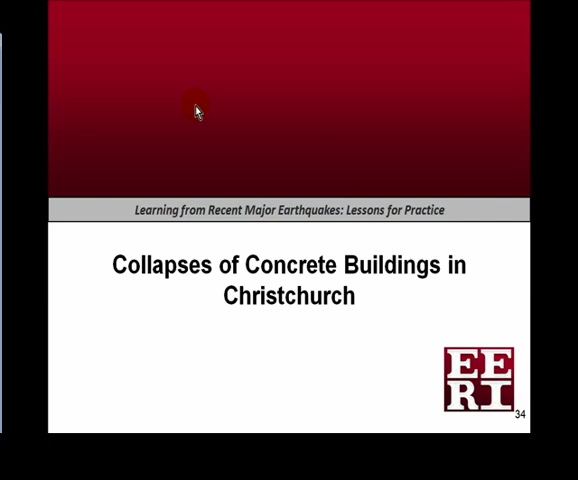 Learning from Recent Major Earthquakes: Lessons for Practice
Collapses of Concrete Buildings in
Christchurch
EE
RI
34